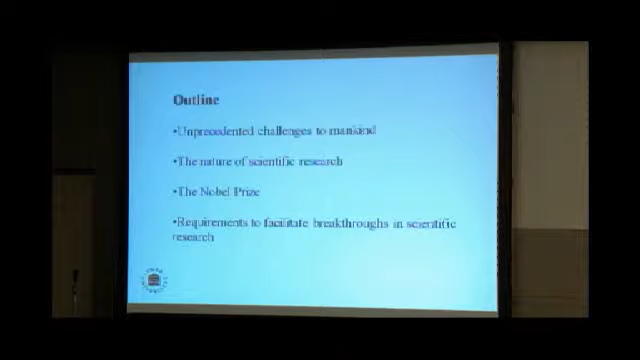 Outline
•Unprecedented challenges to mankind
•The nature of scientific research
•The Nobel Prize
•Requirements to facilitate breakthroughs in scientific
research